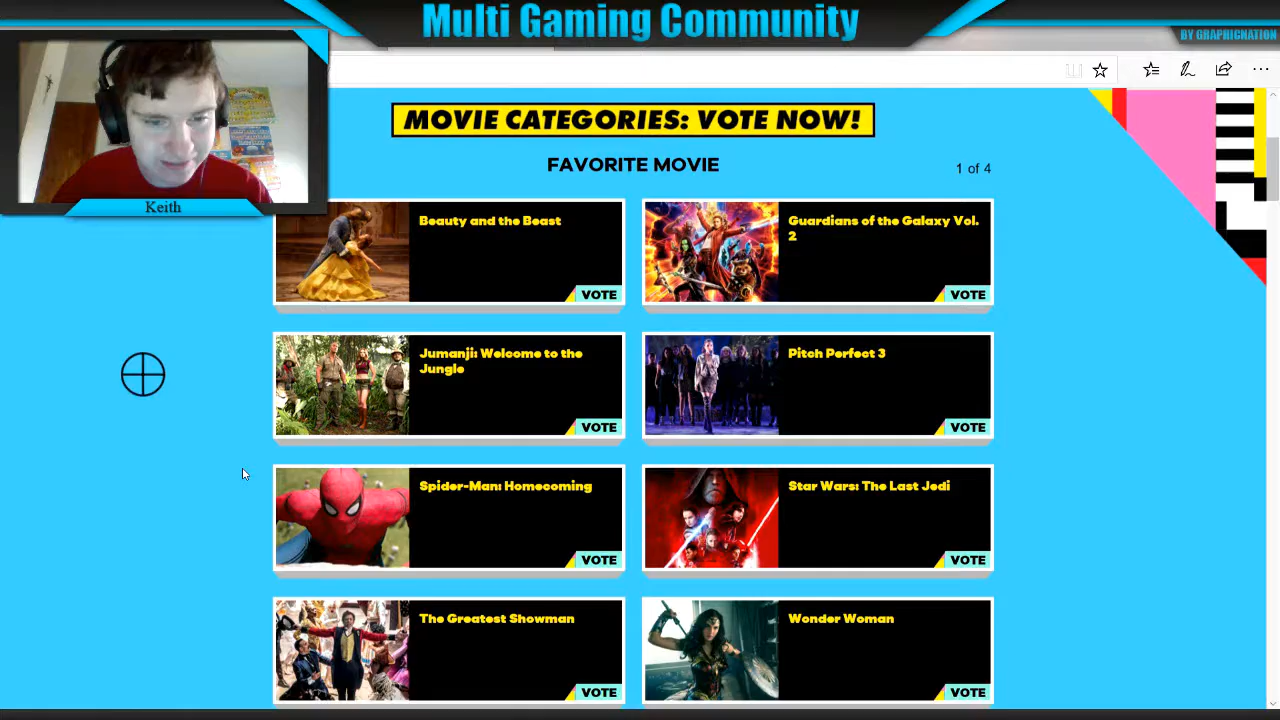 Multi Gaming Community
BY GRAPHICNATION
Keith
MOVIE CATEGORIES: VOTE NOW!
FAVORITE MOVIE
1 of 4
Beauty and the Beast
VOTE
Guardians of the Galaxy Vol.
2
VOTE
Jumanji: Welcome to the
Jungle
VOTE
Pitch Perfect 3
VOTE
Spider-Man: Homecoming
VOTE
Star Wars: The Last Jedi
VOTE
The Greatest Showman
VOTE
Wonder Woman
VOTE